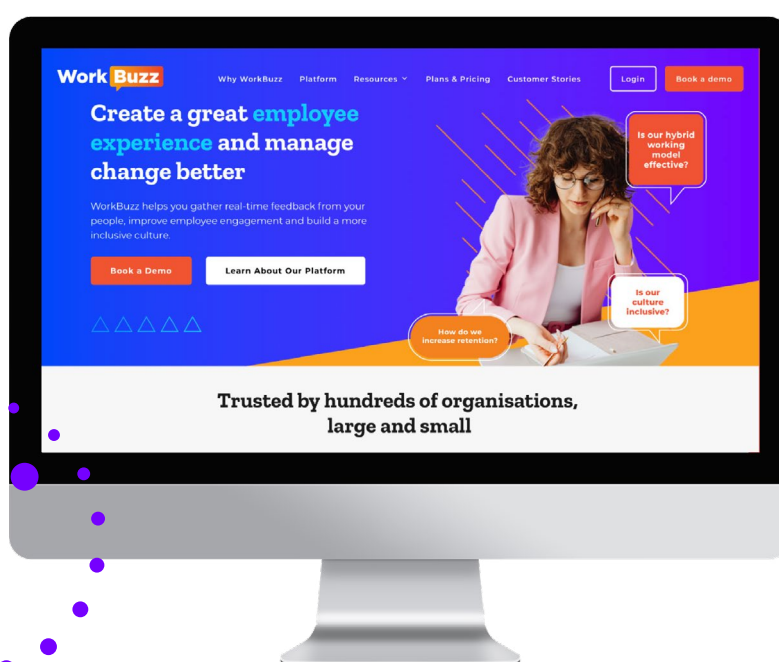 Work Buzz
Why WorkBuzz Platform Resources Plans & Pricing Customer Stories Login Book a demo
Create a great employee
experience and manage
change better
WorkBuzz helps you gather real-time feedback from your
people, improve employee engagement and build a more
inclusive culture.
Book a Demo Learn About Our Platform
Is our hybrid
working
model
effective?
Is our
culture
inclusive?
How do we
increase retention?
Trusted by hundreds of organisations,
large and small